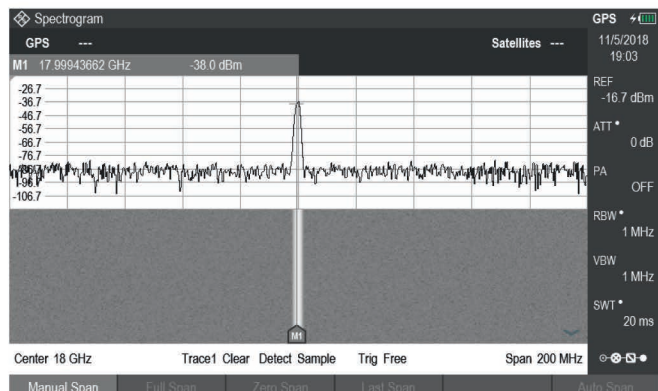 Spectrogram
GPS
GPS ---
Satellites ---
11/5/2018
19:03
M1 17.99943662 GHz -38.0 dBm
REF
-16.7 dBm
ATT
0 dB
PA
OFF
RBW
1 MHz
VBW
1 MHz
SWT
20 ms
-26.7
-36.7
-46.7
-56.7
-66.7
-76.7
-96.7
-106.7
M1
Center 18 GHz Trace1 Clear Detect Sample Trig Free Span 200 MHz
Manual Span Full Span Zero Span Last Span Auto Span